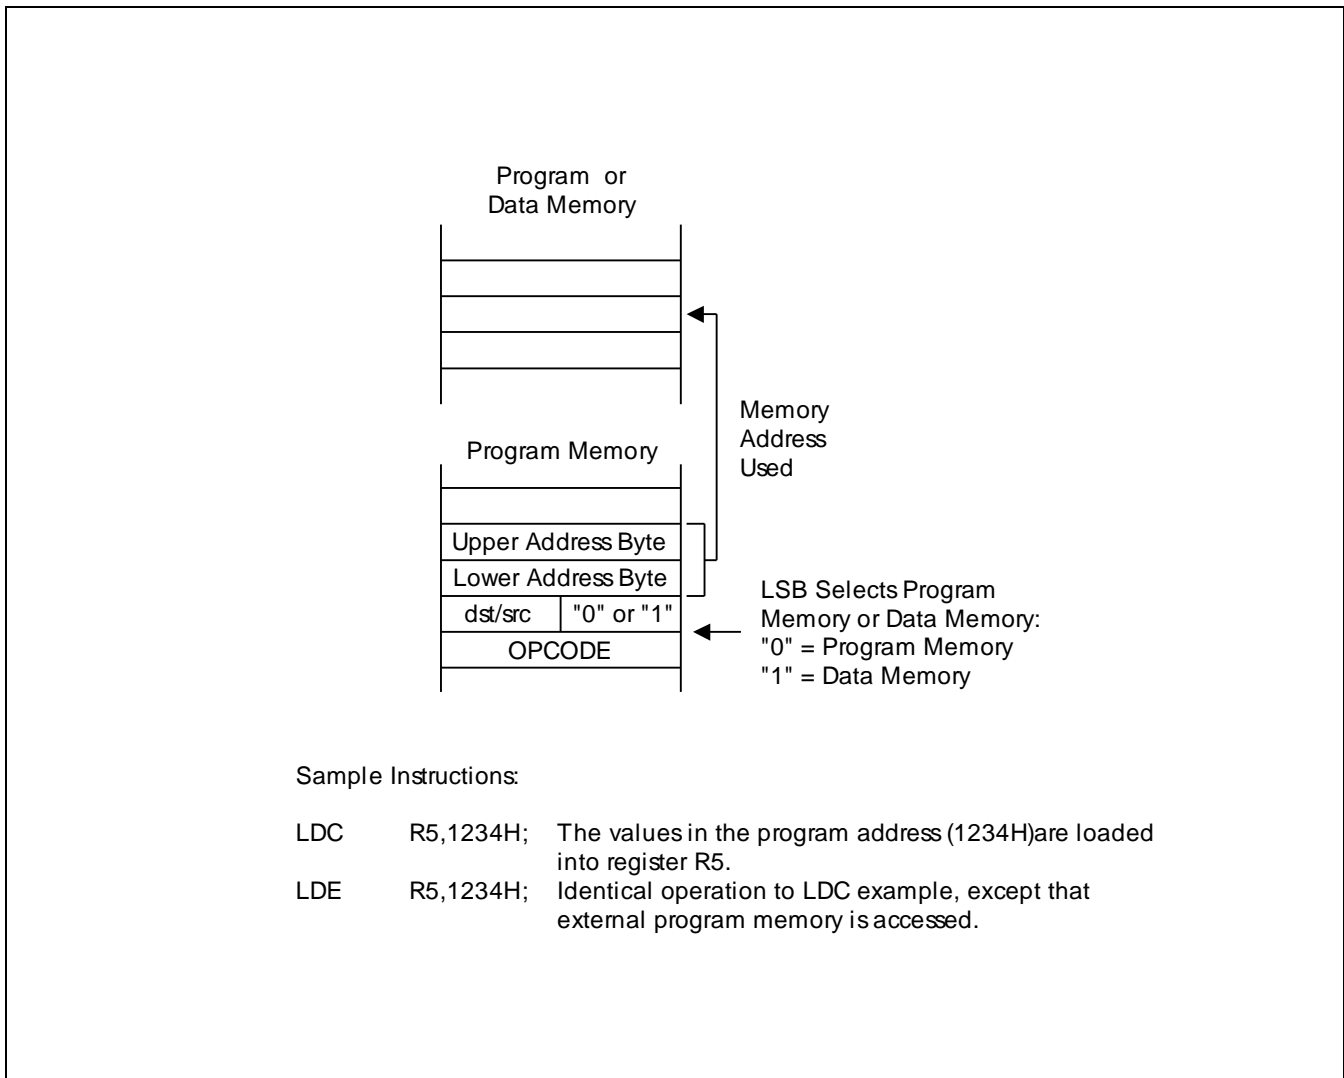 Program or
Data Memory
Memory
Address
Used
Program Memory
Upper Address Byte
Lower Address Byte
dst/src "0" or "1"
OPCODE
LSB Selects Program
Memory or Data Memory:
"0" = Program Memory
"1" = Data Memory
Sample Instructions:
LDC R5,1234H; The values in the program address (1234H)are loaded
into register R5.
LDE R5,1234H; Identical operation to LDC example, except that
external program memory is accessed.